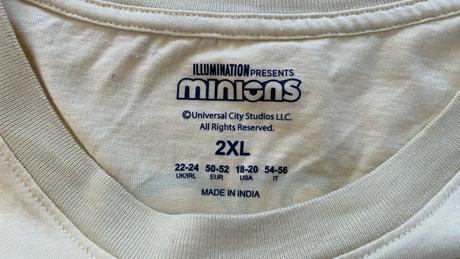 ILLUMINATION PRESENTS
minions
©Universal City Studios LLC.
All Rights Reserved.
2XL
22-24 50-52 18-20 54-56
UK/IRL EUR USA IT
MADE IN INDIA